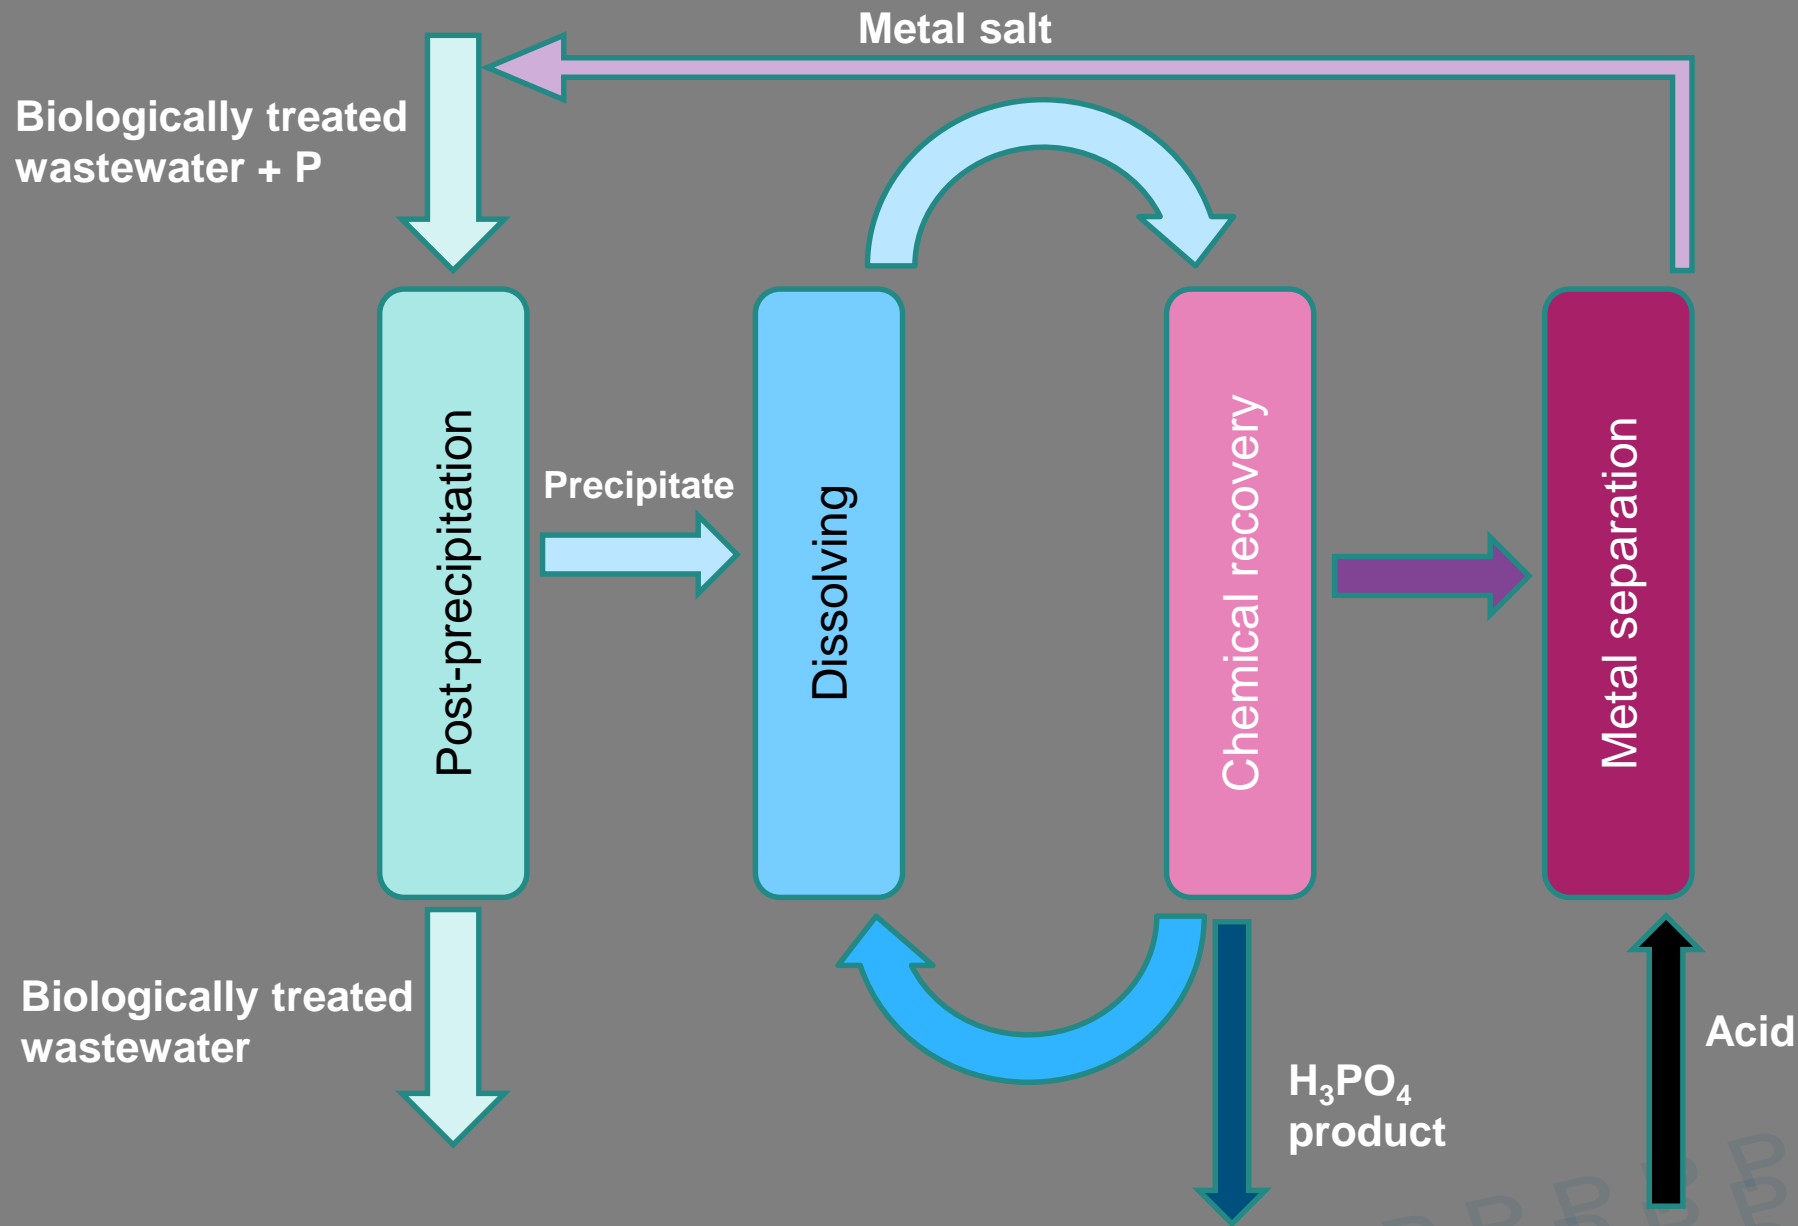 Metal salt
Biologically treated
wastewater + P
Post-precipitation
Precipitate
Dissolving
Chemical recovery
Metal separation
Biologically treated
wastewater
H₃PO₄
product
Acid
P
R R R R P